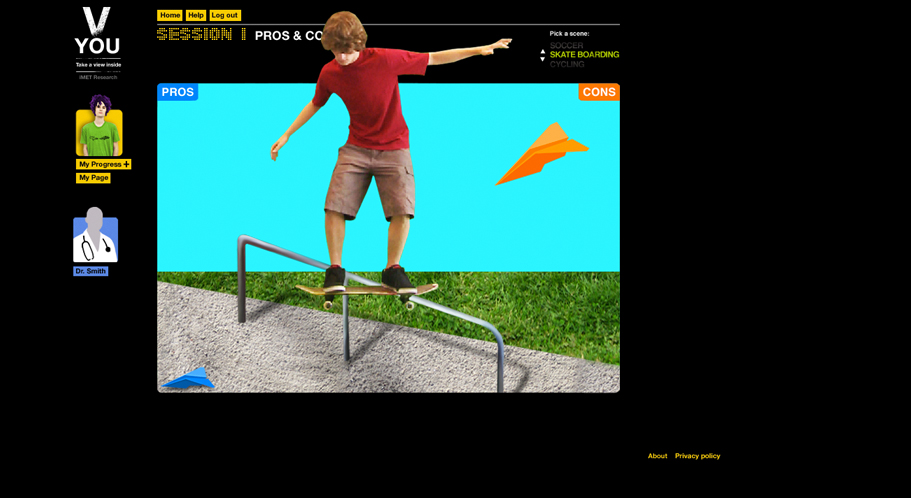 V
YOU
Take a view inside
iMET Research
Home
Help
Log out
SESSION 1 PROS & CO
Pick a scene:
SOCCER
SKATE BOARDING
CYCLING
PROS
CONS
My Progress +
My Page
Dr. Smith
About
Privacy policy